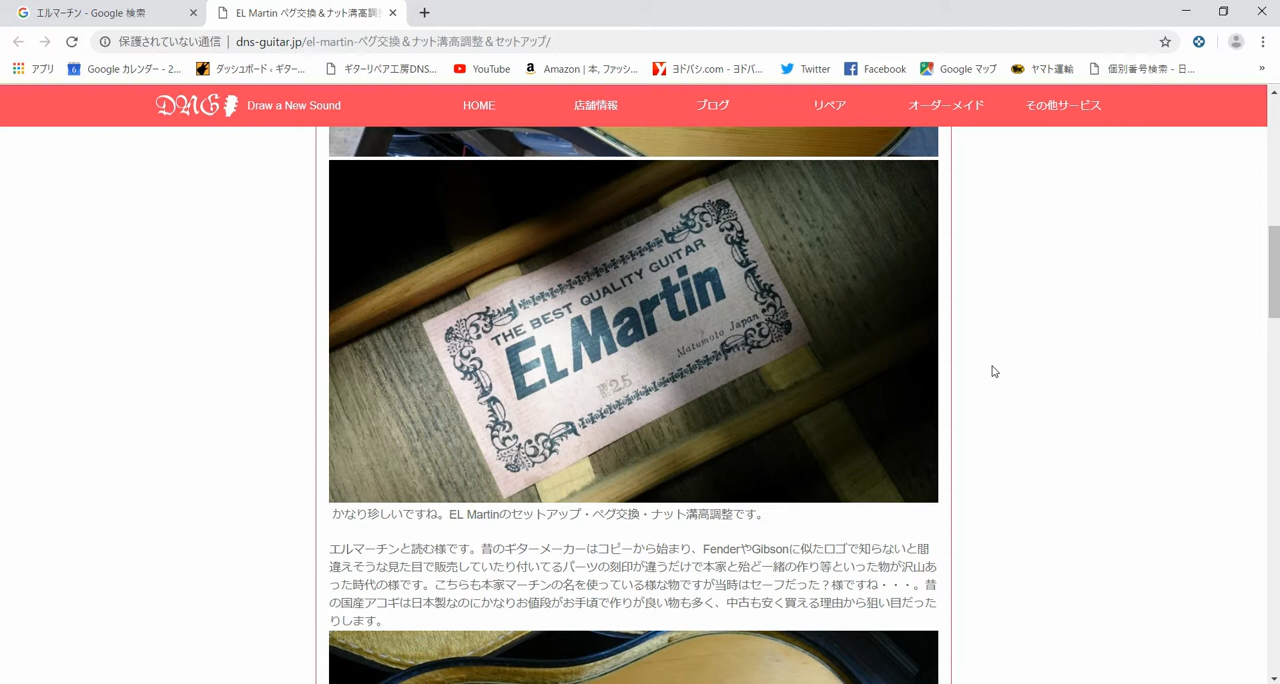 エルマーチン - Google 検索
EL Martin ペグ交換＆ナット溝高調整
保護されていない通信 | dns-guitar.jp/el-martin-ペグ交換＆ナット溝高調整＆セットアップ/
アプリ
Google カレンダー - 2...
ダッシュボード ‹ ギター...
ギターリペア工房DNS...
YouTube
Amazon | 本, ファッシ...
ヨドバシ.com - ヨドバ...
Twitter
Facebook
Google マップ
ヤマト運輸
個別番号検索 - 日...
»
DNG Draw a New Sound
HOME
店舗情報
ブログ
リペア
オーダーメイド
その他サービス
THE BEST QUALITY GUITAR
EL Martin
Matumoto Japan
25
かなり珍しいですね。EL Martinのセットアップ・ペグ交換・ナット溝高調整です。
エルマーチンと読む様です。昔のギターメーカーはコピーから始まり、FenderやGibsonに似たロゴで知らないと間
違えそうな見た目で販売していたり付いてるパーツの刻印が違うだけで本家と殆ど一緒の作り等といった物が沢山あ
った時代の様です。こちらも本家マーチンの名を使っている様な物ですが当時はセーフだった？様ですね・・・。昔
の国産アコギは日本製なのにかなりお値段がお手頃で作りが良い物も多く、中古も安く買える理由から狙い目だった
りします。